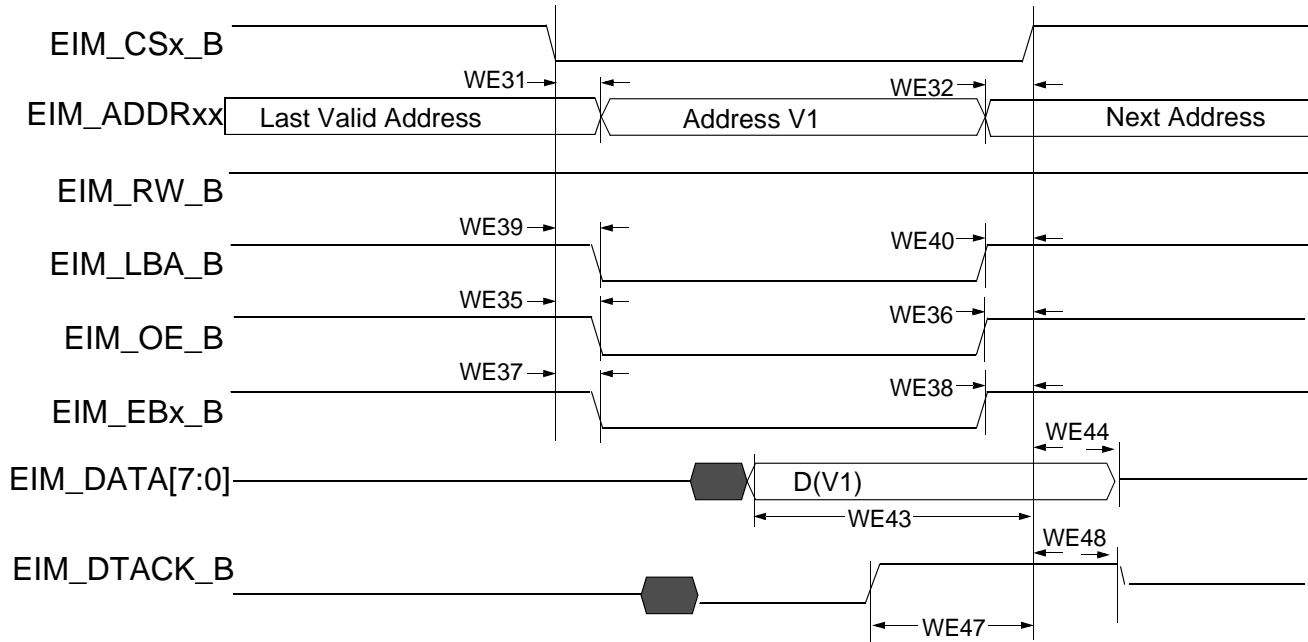 EIM_CSx_B
WE31
WE32
EIM_ADDRxx
Last Valid Address
Address V1
Next Address
EIM_RW_B
WE39
WE40
EIM_LBA_B
WE35
WE36
EIM_OE_B
WE37
WE38
EIM_EBx_B
WE44
EIM_DATA[7:0]
D(V1)
WE43
WE48
EIM_DTACK_B
WE47